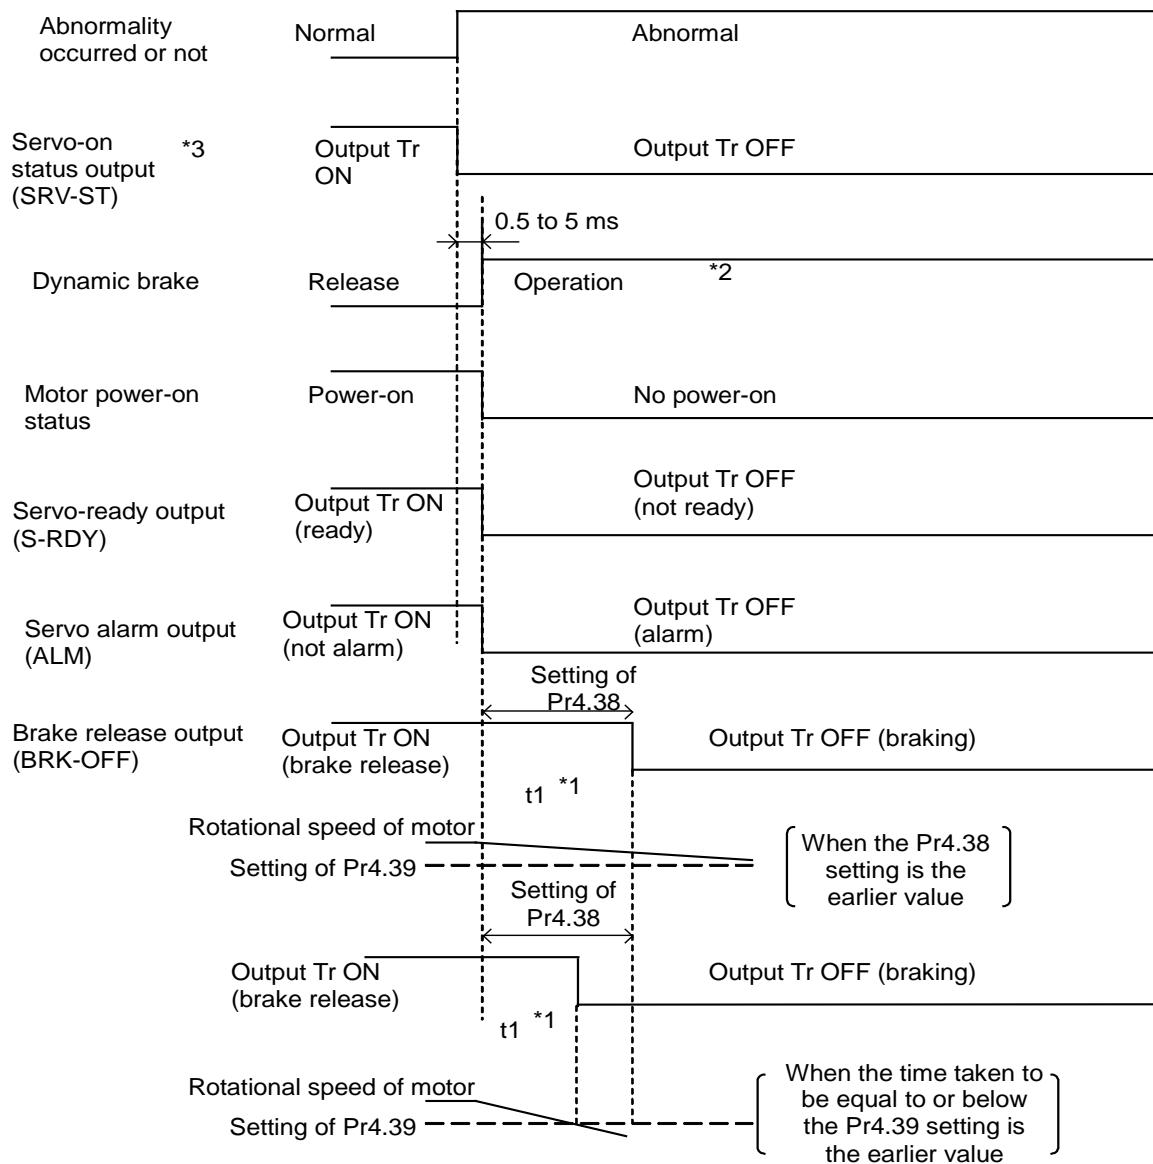 Abnormality
occurred or not
Normal
Abnormal
Servo-on
status output
(SRV-ST)
*3
Output Tr
ON
Output Tr OFF
0.5 to 5 ms
Dynamic brake
Release
Operation
*2
Motor power-on
status
Power-on
No power-on
Servo-ready output
(S-RDY)
Output Tr ON
(ready)
Output Tr OFF
(not ready)
Servo alarm output
(ALM)
Output Tr ON
(not alarm)
Output Tr OFF
(alarm)
Setting of
Pr4.38
Brake release output
(BRK-OFF)
Output Tr ON
(brake release)
Output Tr OFF (braking)
t1 *1
Rotational speed of motor
Setting of Pr4.39
When the Pr4.38
setting is the
earlier value
Setting of
Pr4.38
Output Tr ON
(brake release)
Output Tr OFF (braking)
t1 *1
Rotational speed of motor
Setting of Pr4.39
When the time taken to
be equal to or below
the Pr4.39 setting is
the earlier value